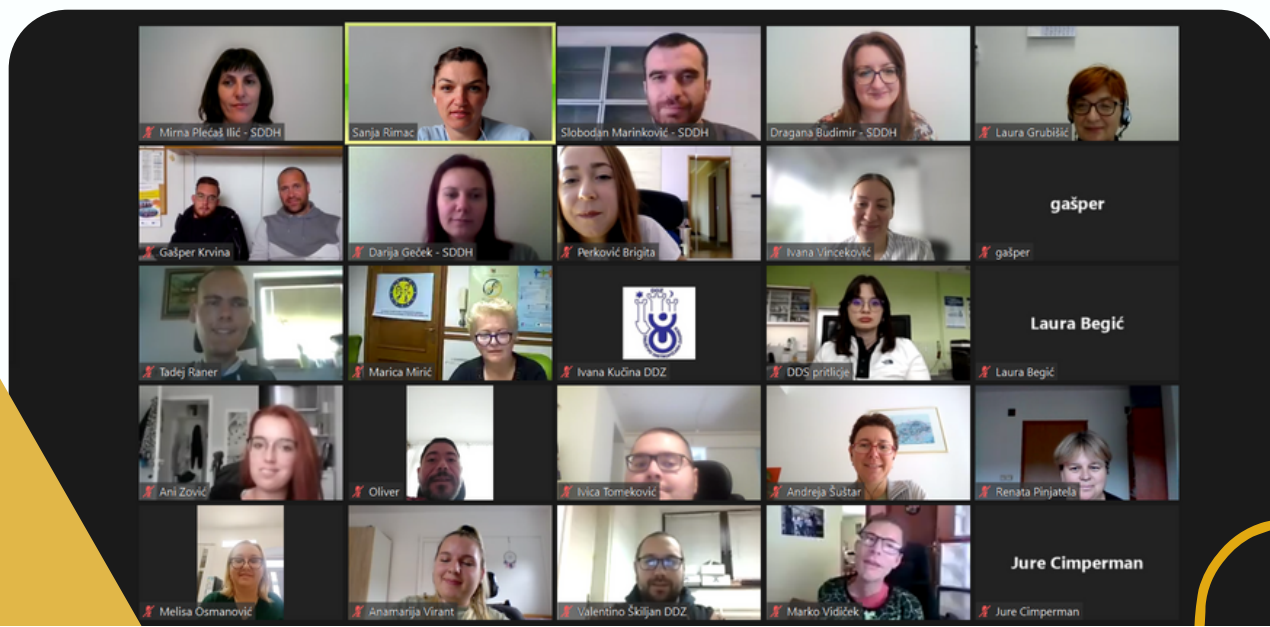 Mirna Plećaš Ilić - SDDH
Sanja Rimac
Slobodan Marinković - SDDH
Dragana Budimir - SDDH
Laura Grubišić
Gašper Krvina
Darija Geček - SDDH
Perković Brigita
Ivana Vinceković
gašper
gašper
Tadej Raner
Marica Mirić
DDZ
Ivana Kučina DDZ
DDS pritličje
Laura Begić
Laura Begić
Ani Zović
Oliver
Ivica Tomeković
Andreja Šuštar
Renata Pinjatela
Melisa Osmanović
Anamarija Virant
Valentino Škiljan DDZ
Marko Vidiček
Jure Cimperman
Jure Cimperman